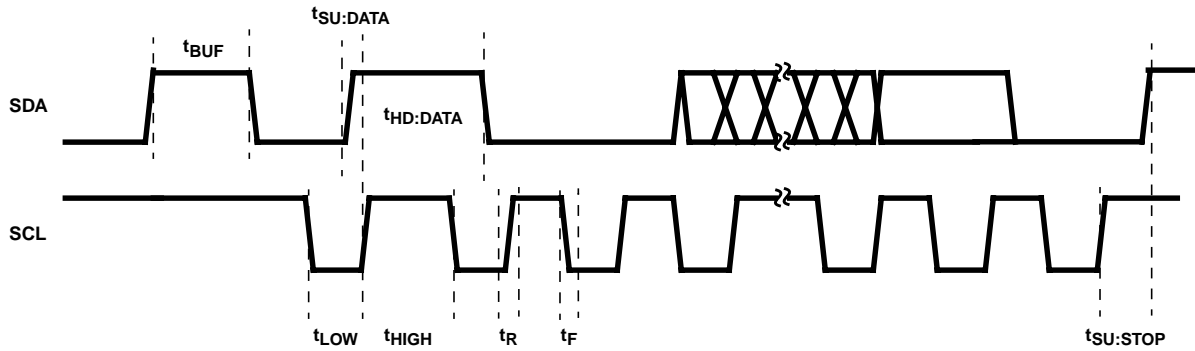 tSU:DATA
tBUF
SDA
tHD:DATA
SCL
tLOW
tHIGH
tR
tF
tSU:STOP